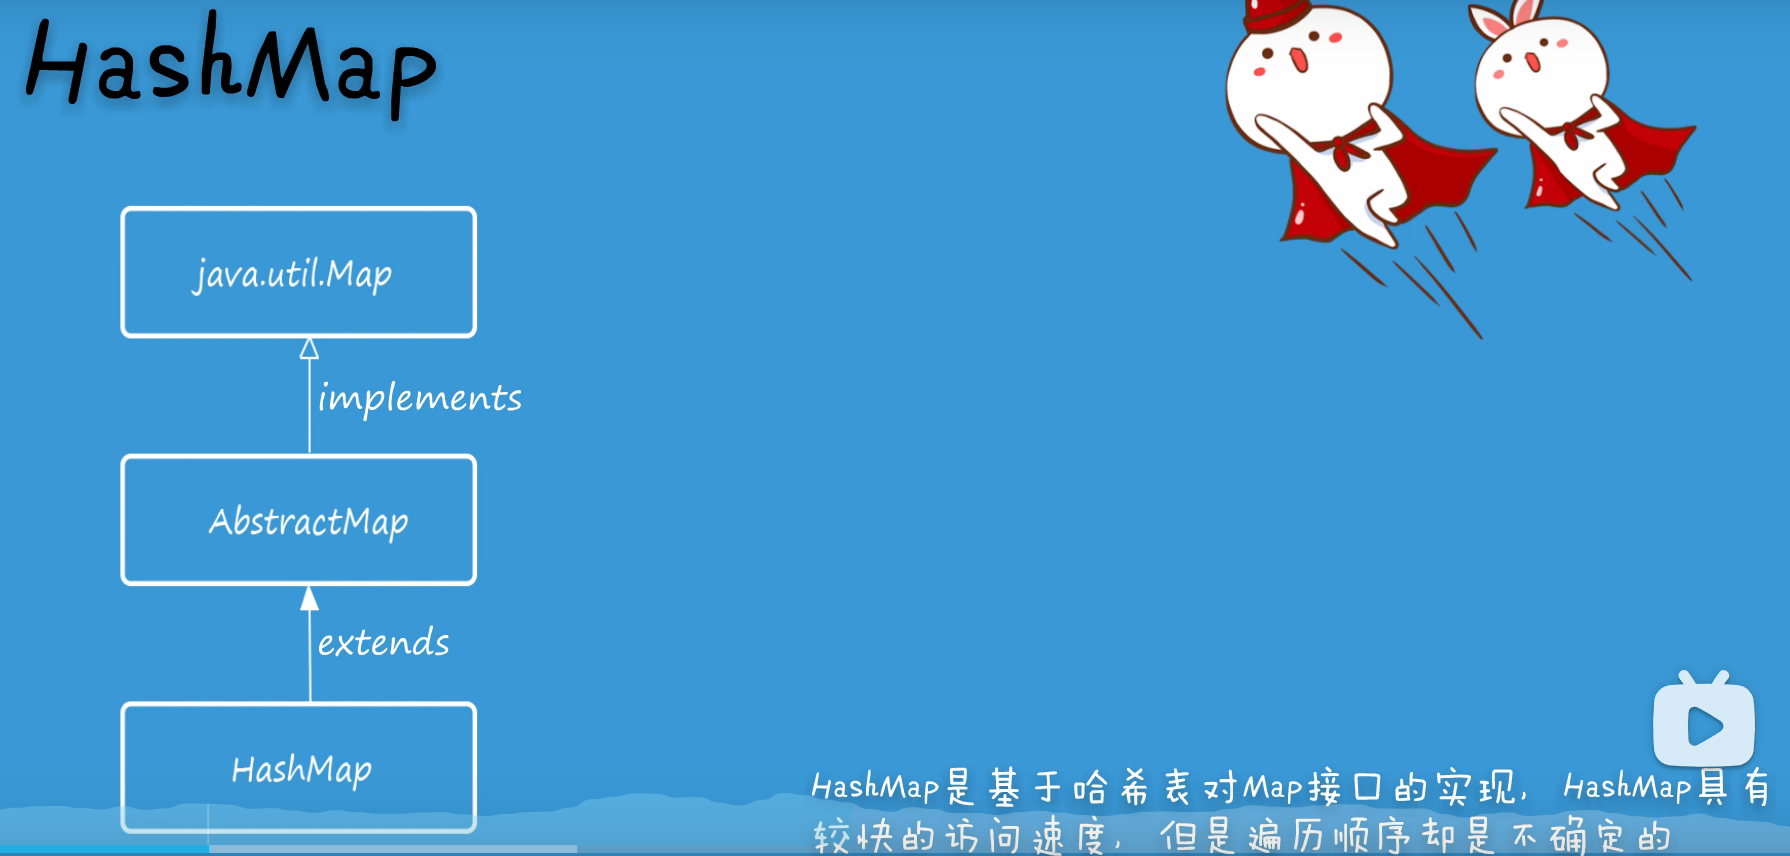 HashMap
java.util.Map
implements
AbstractMap
extends
HashMap
HashMap是基于哈希表对Map接口的实现, HashMap具有
较快的访问速度, 但是遍历顺序却是不确定的